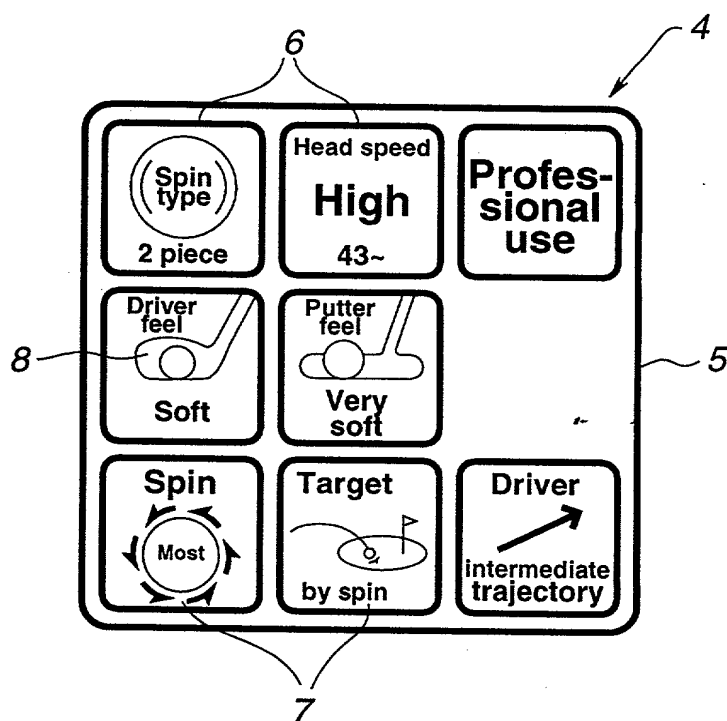 6
4
Spin
type
2 piece
Head speed
High
43~
Profes-
sional
use
Driver
feel
Soft
Putter
feel
Very
soft
8
5
Spin
Most
Target
by spin
Driver
intermediate
trajectory
7